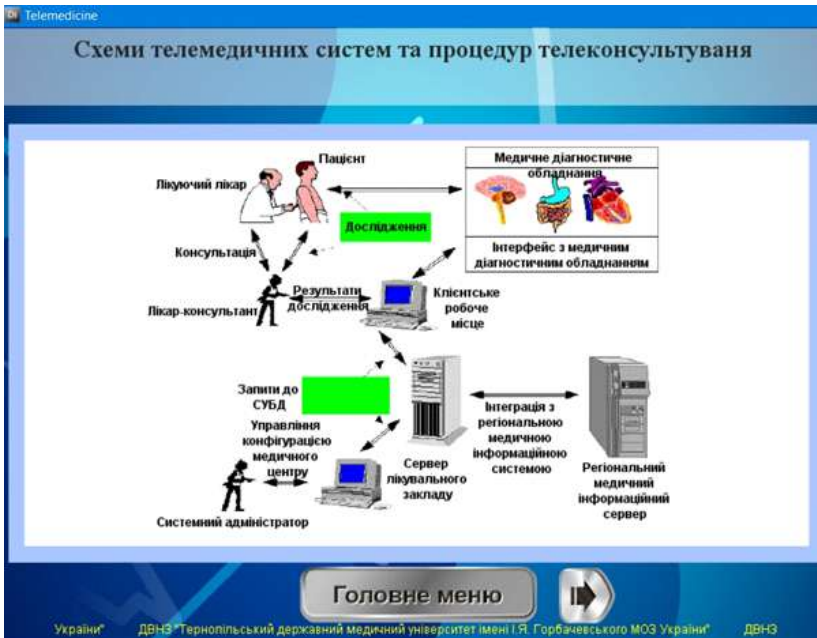 Di Telemedicine
Схеми телемедичних систем та процедур телеконсультуваня
Пацієнт
Лікуючий лікар
Медичне діагностичне
обладнання
Дослідження
Консультація
Інтерфейс з медичним
діагностичним обладнанням
Результати
дослідження
Лікар-консультант
Клієнтське
робоче
місце
Запити до
СУБД
Управління
конфігурацією
медичного
центру
Системний адміністратор
Сервер
лікувального
закладу
Інтеграція з
регіональною
медичною
інформаційною
системою
Регіональний
медичний
інформаційний
сервер
Головне меню
України" ДВНЗ "Тернопільський державний медичний університет імені І.Я. Горбачевського МОЗ України" ДВНЗ